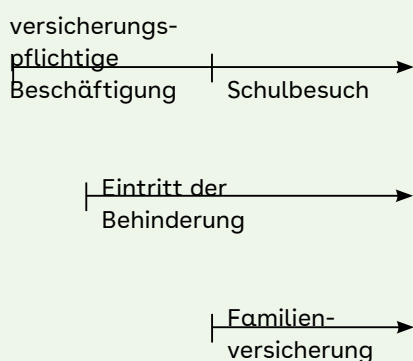 versicherungs-
pflichtige
Beschäftigung
Schulbesuch
Eintritt der
Behinderung
Familien-
versicherung